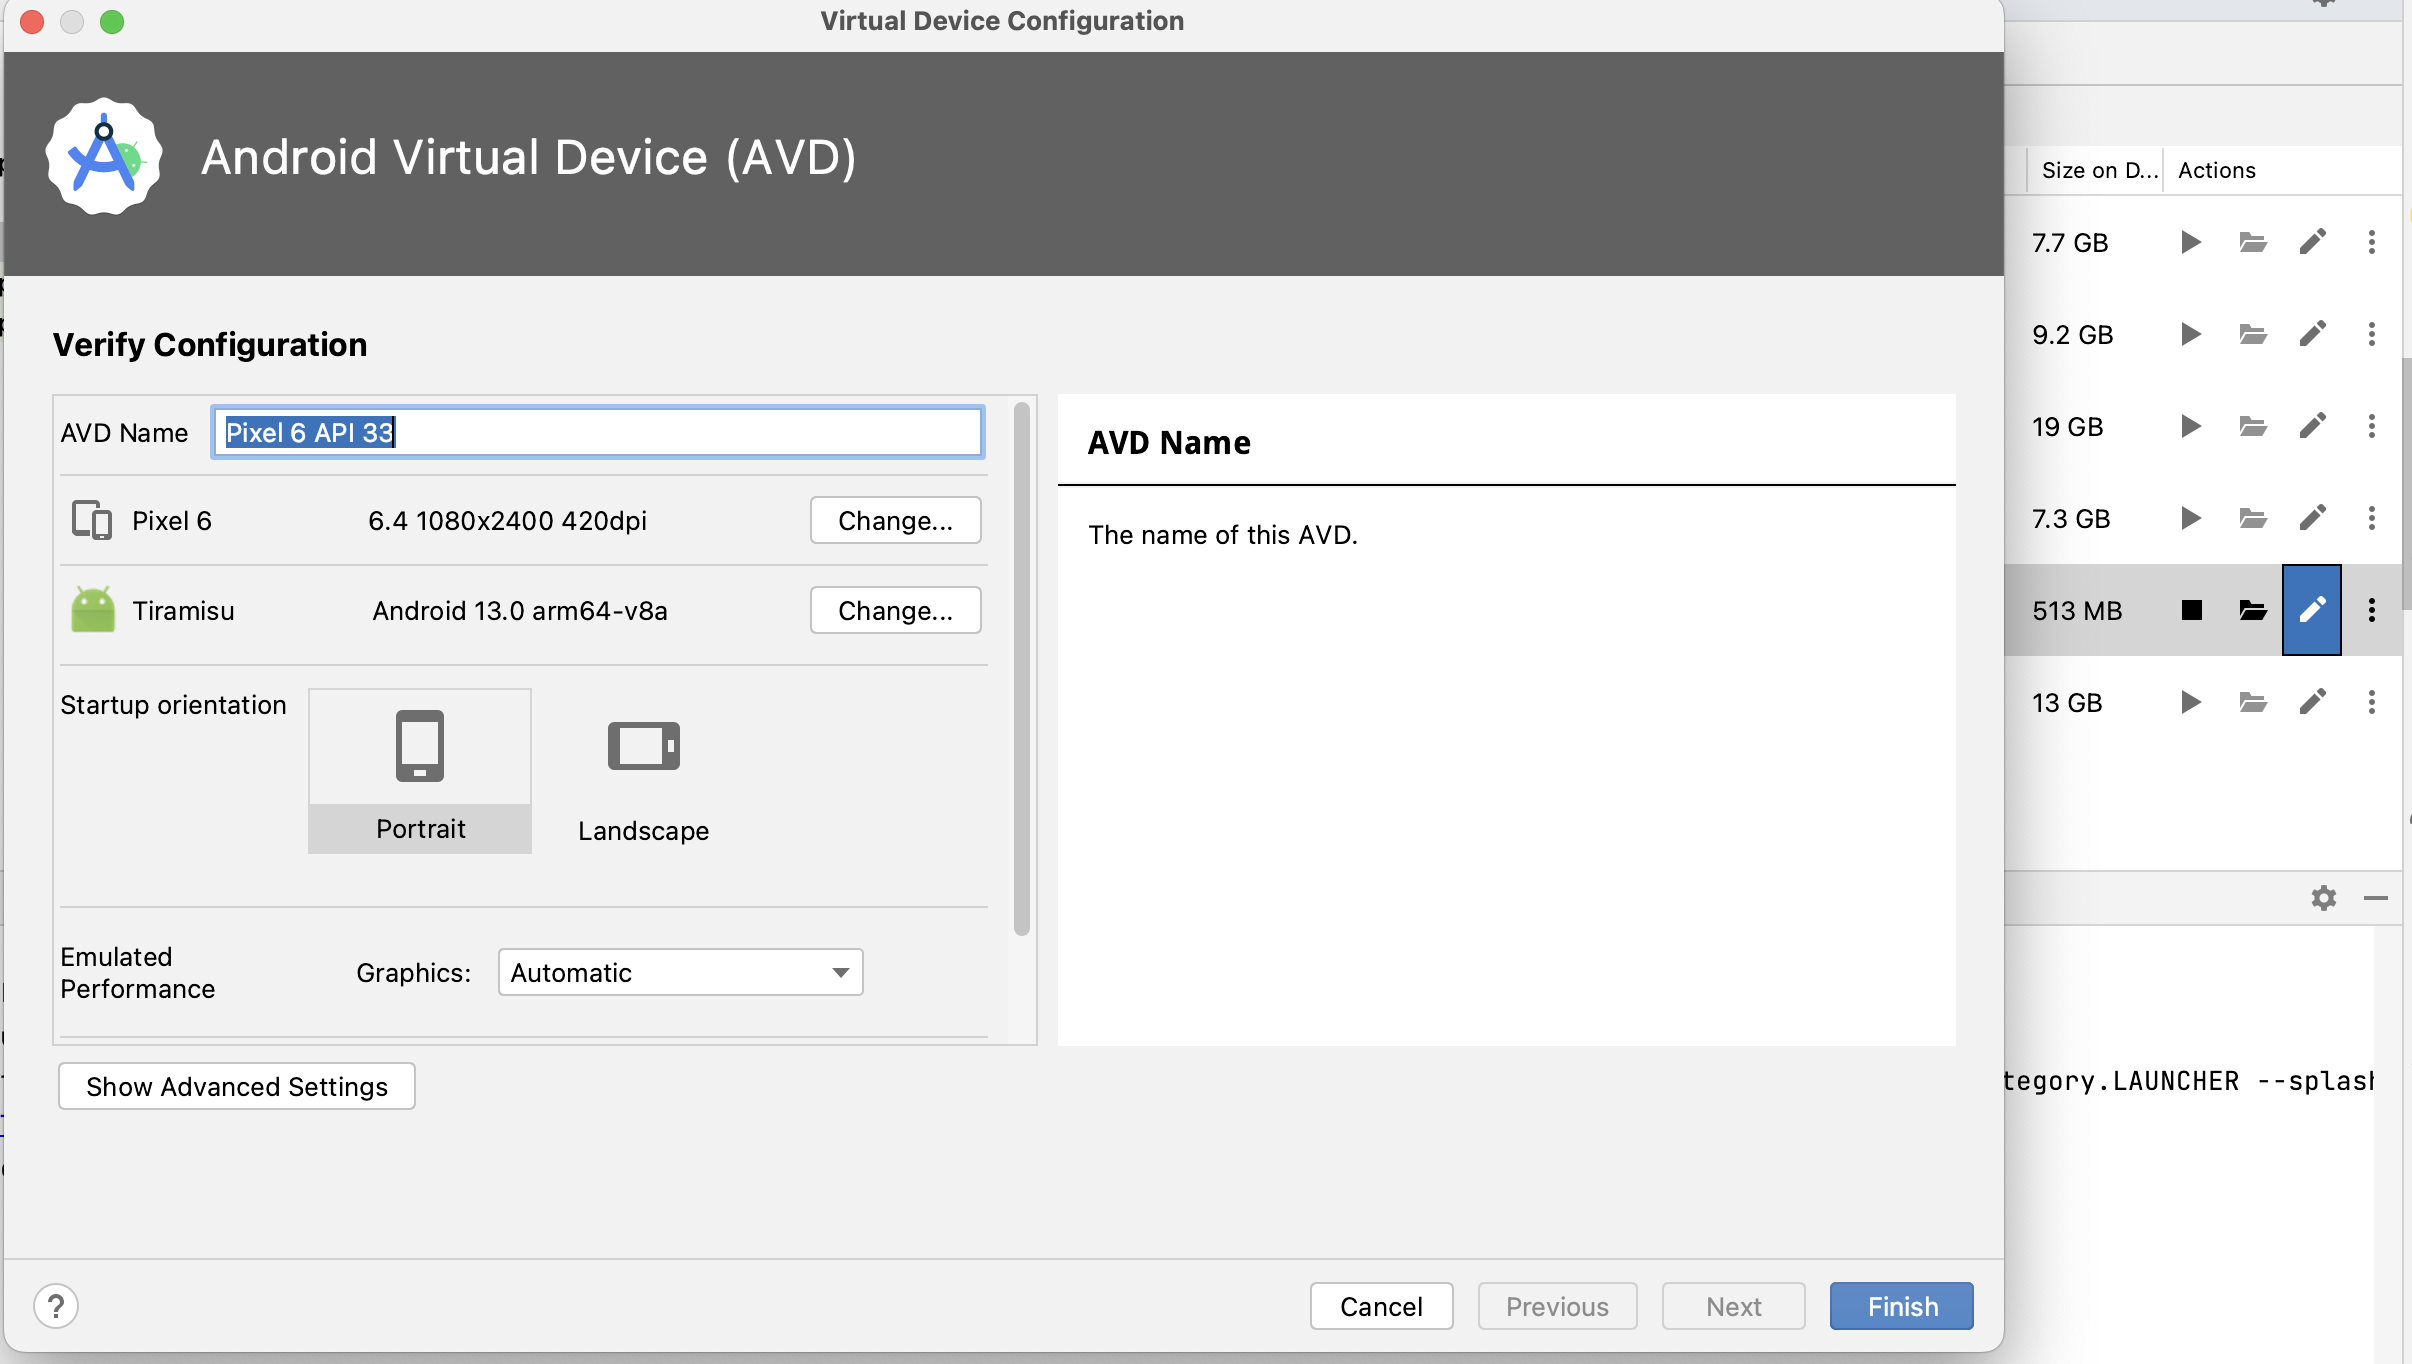 Virtual Device Configuration
Android Virtual Device (AVD)
Verify Configuration
AVD Name
Pixel 6 API 33
Pixel 6
6.4 1080x2400 420dpi
Change...
Tiramisu
Android 13.0 arm64-v8a
Change...
Startup orientation
Portrait
Landscape
Emulated
Performance
Graphics:
Automatic
Show Advanced Settings
AVD Name
The name of this AVD.
?
Cancel
Previous
Next
Finish
Size on D...
Actions
7.7 GB
9.2 GB
19 GB
7.3 GB
513 MB
13 GB
tegory.LAUNCHER --splash